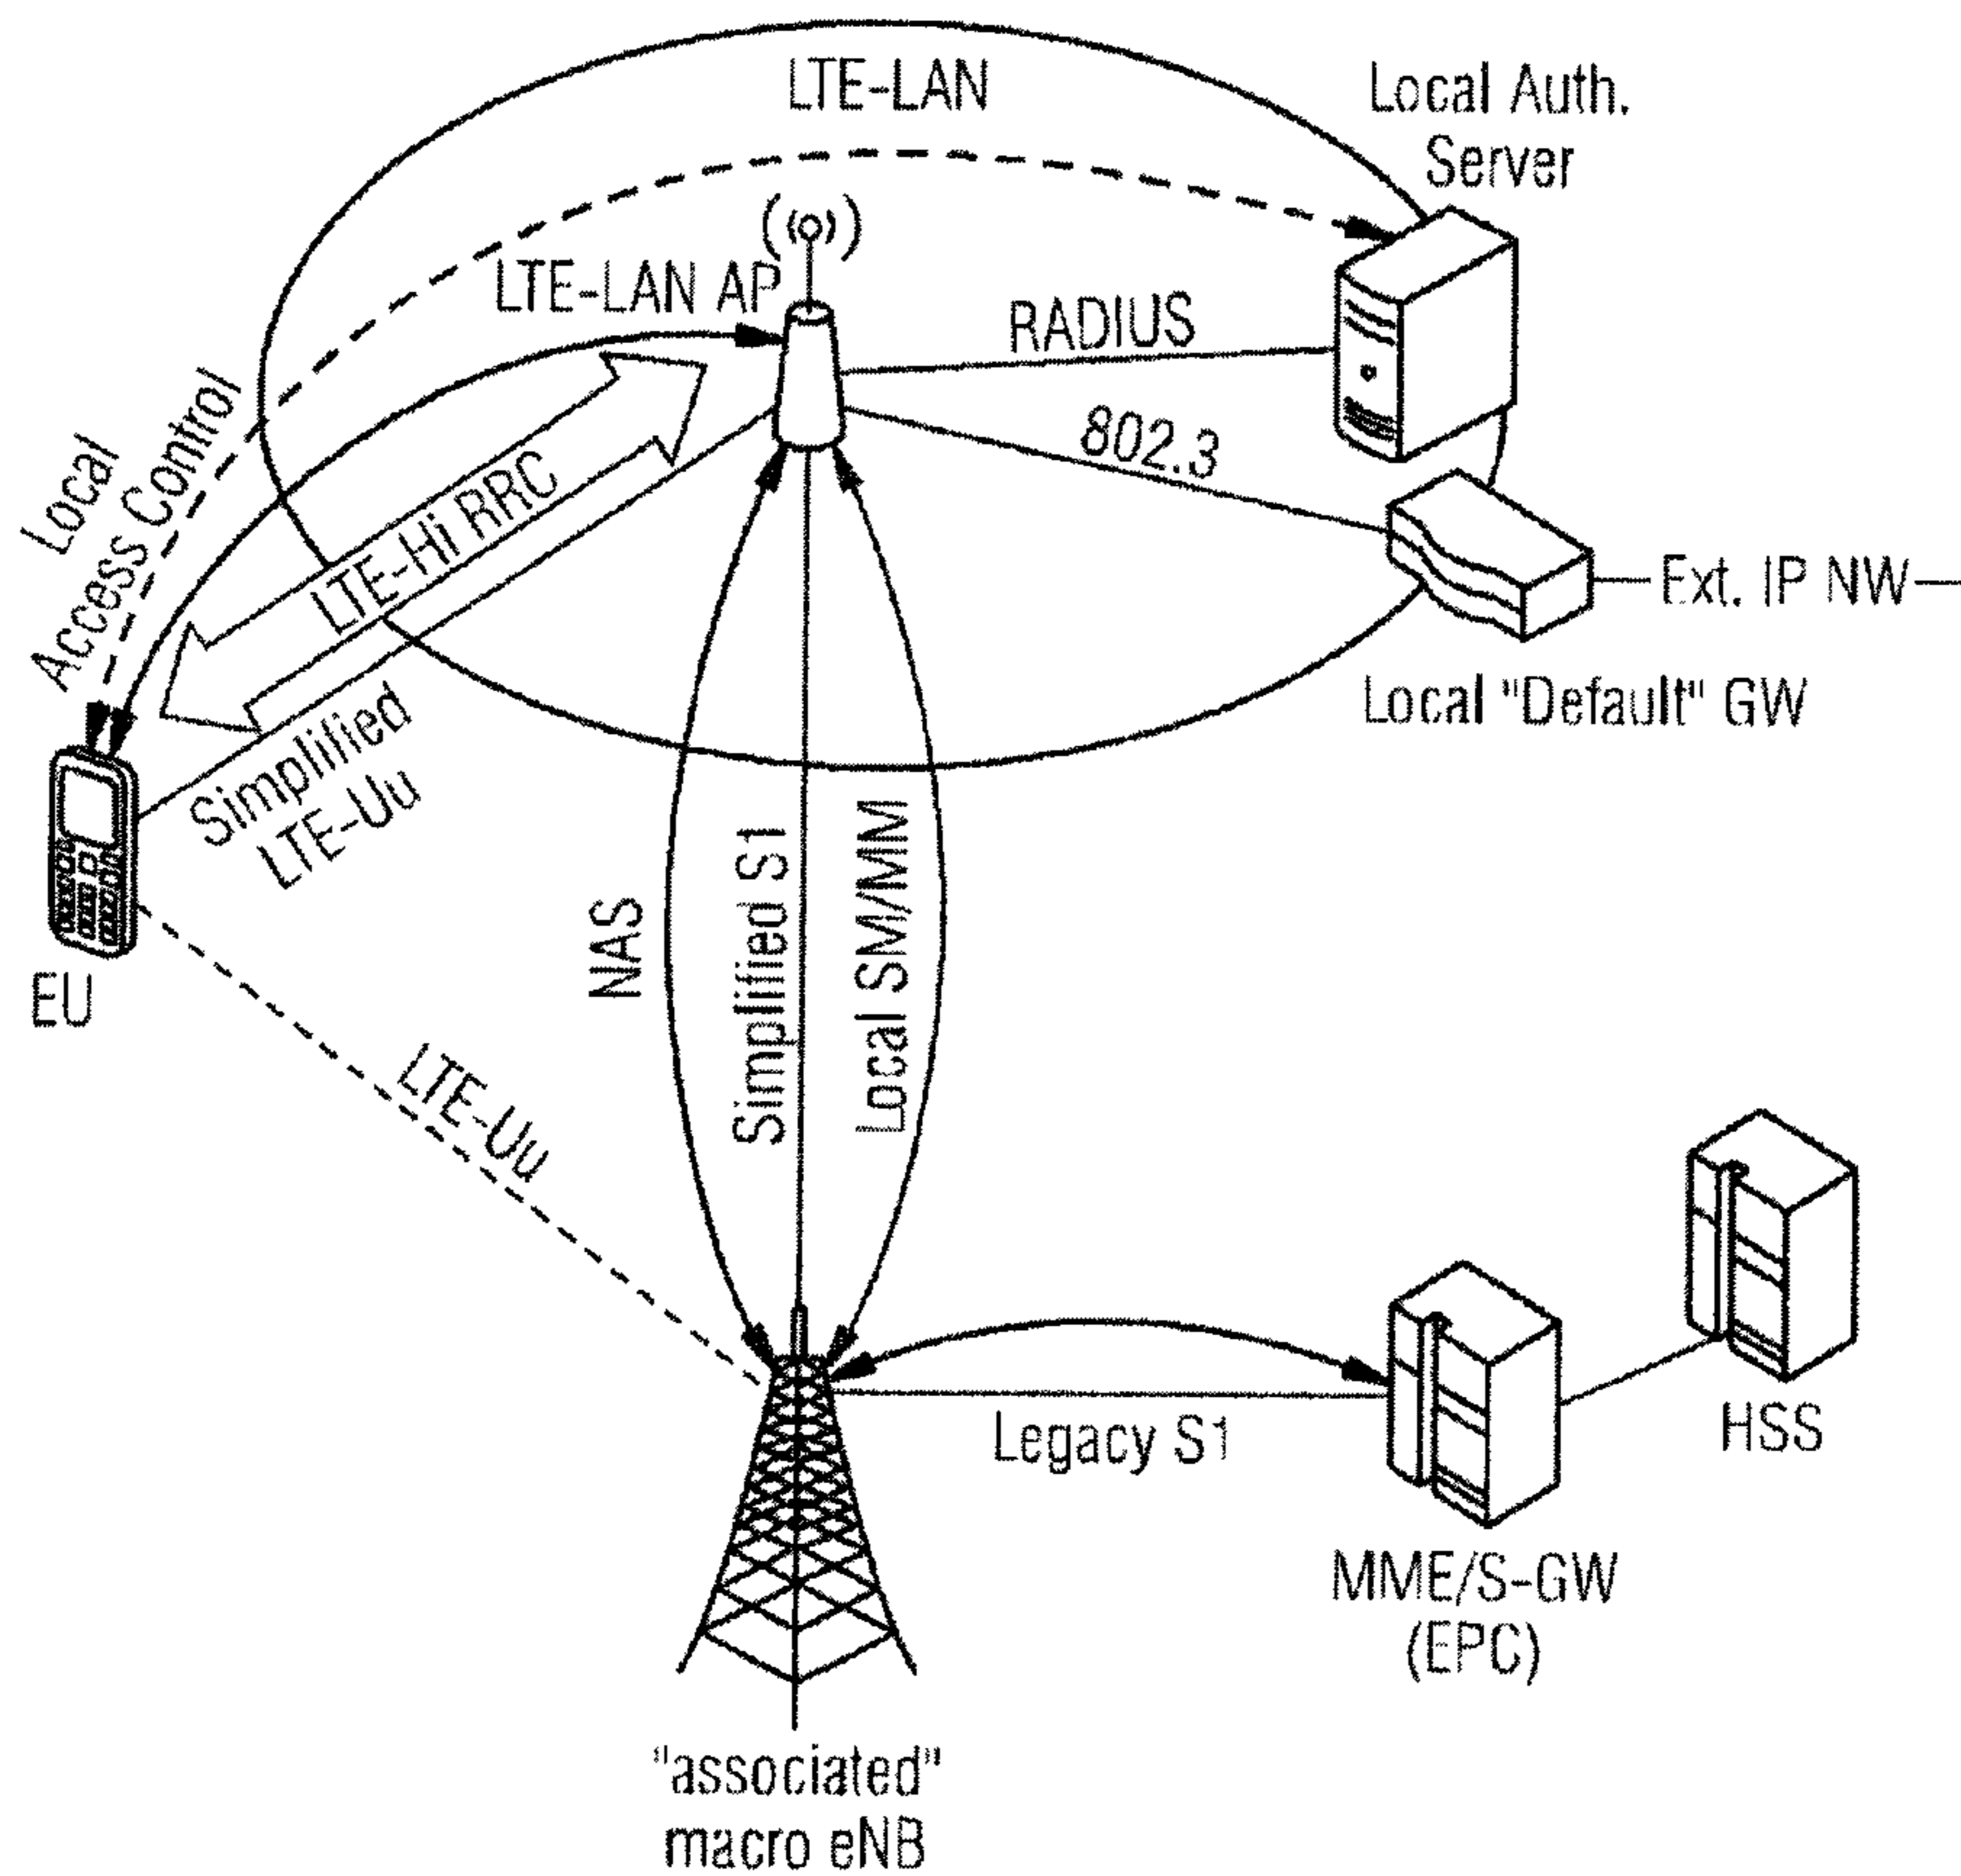 LTE-LAN
Local Auth.
Server
LTE-LAN AP
RADIUS
802.3
Local
Access Control
LTE-Hi RRC
Simplified
LTE-Uu
Ext. IP NW
Local "Default" GW
EU
NAS
Simplified S1
Local SM/MM
LTE-Uu
Legacy S1
HSS
MME/S-GW
(EPC)
"associated"
macro eNB